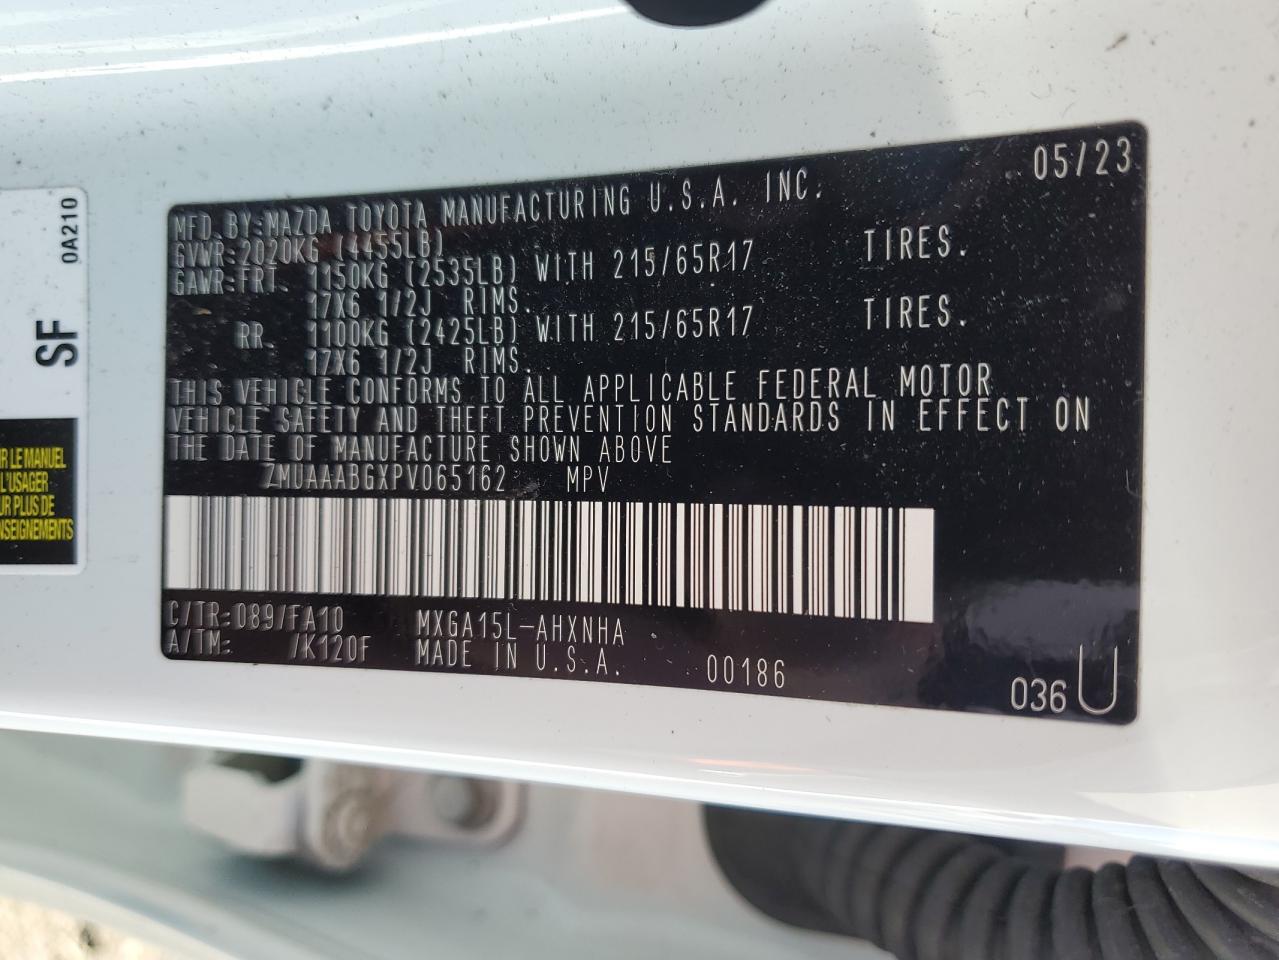 05/23
MFD.BY:MAZDA TOYOTA MANUFACTURING U.S.A. INC.
GVWR:2020KG (4455LB)
GAWR:FRT. 1150KG (2535LB) WITH 215/65R17 TIRES.
17X6 1/2J RIMS.
RR. 1100KG (2425LB) WITH 215/65R17 TIRES.
17X6 1/2J RIMS.
THIS VEHICLE CONFORMS TO ALL APPLICABLE FEDERAL MOTOR
VEHICLE SAFETY AND THEFT PREVENTION STANDARDS IN EFFECT ON
THE DATE OF MANUFACTURE SHOWN ABOVE
7MUAAABGXPV065162 MPV
C/TR:089/FA10 MXGA15L-AHXNHA
A/TM: /K120F MADE IN U.S.A. 00186
036 U
0A210
SF
LE MANUEL
L'USAGER
PLUS DE